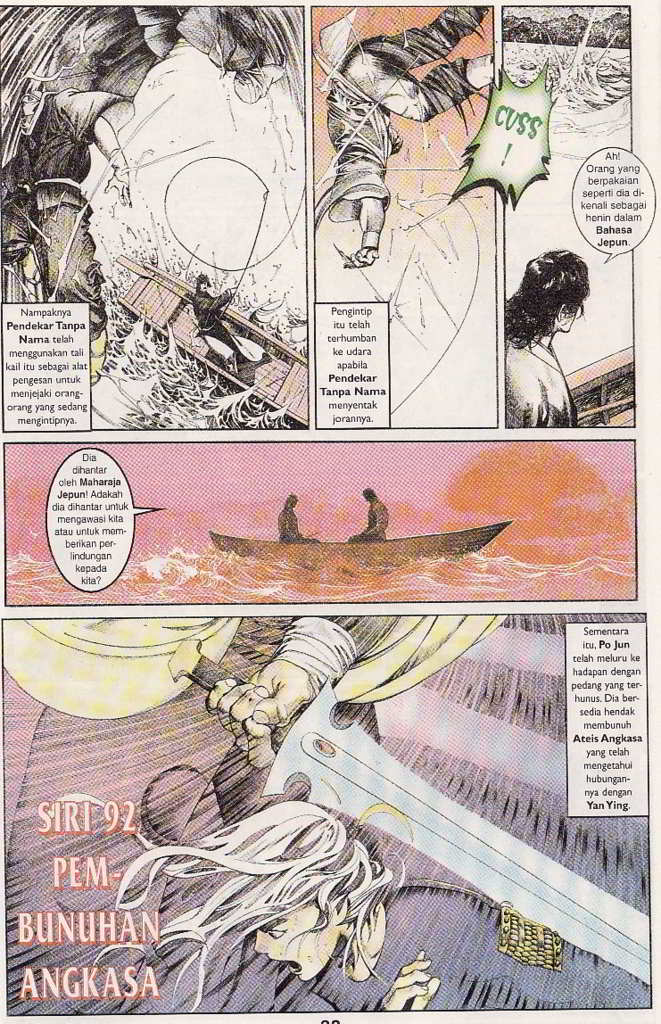 Nampaknya
Pendekar Tanpa
Nama telah
menggunakan tali
kail itu sebagai alat
pengesan untuk
menjejaki orang-
orang yang sedang
mengintipnya.
Pengintip
itu telah
terhumban
ke udara
apabila
Pendekar
Tanpa Nama
menyentak
jorannya.
CUSS
!
Ah!
Orang yang
berpakaian
seperti dia di-
kenali sebagai
henin dalam
Bahasa
Jepun.
Dia
dihantar
oleh Maharaja
Jepun! Adakah
dia dihantar untuk
mengawasi kita
atau untuk mem-
berikan per-
lindungan
kepada
kita?
Sementara
itu, Po Jun
telah meluru ke
hadapan dengan
pedang yang ter-
hunus. Dia ber-
sedia hendak
membunuh
Ateis Angkasa
yang telah
mengetahui
hubungan-
nya dengan
Yan Ying.
SIRI 92
PEM-
BUNUHAN
ANGKASA